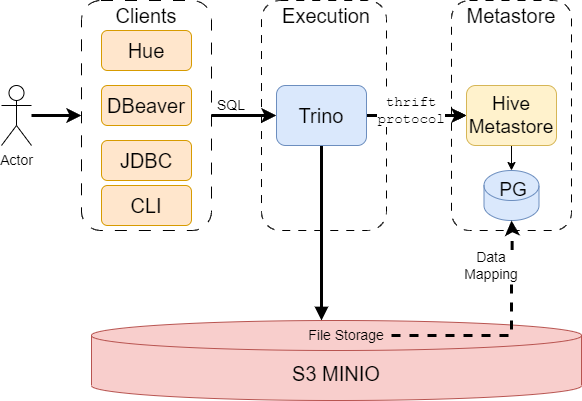 Clients
Execution
Metastore
Hue
DBeaver
JDBC
CLI
Actor
SQL
Trino
thrift
protocol
Hive
Metastore
PG
Data
Mapping
File Storage
S3 MINIO